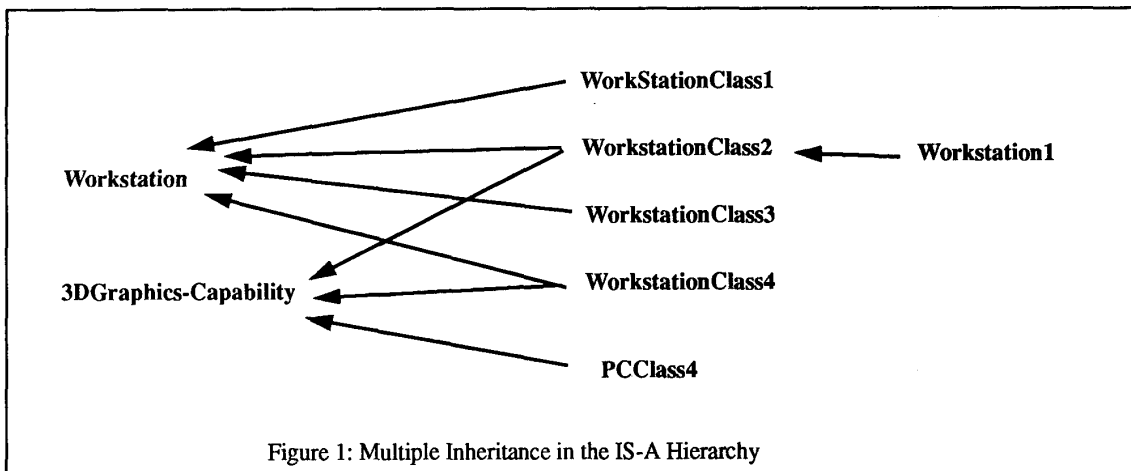 WorkStationClass1
WorkstationClass2
Workstation1
Workstation
WorkstationClass3
WorkstationClass4
3DGraphics-Capability
PCClass4
Figure 1: Multiple Inheritance in the IS-A Hierarchy